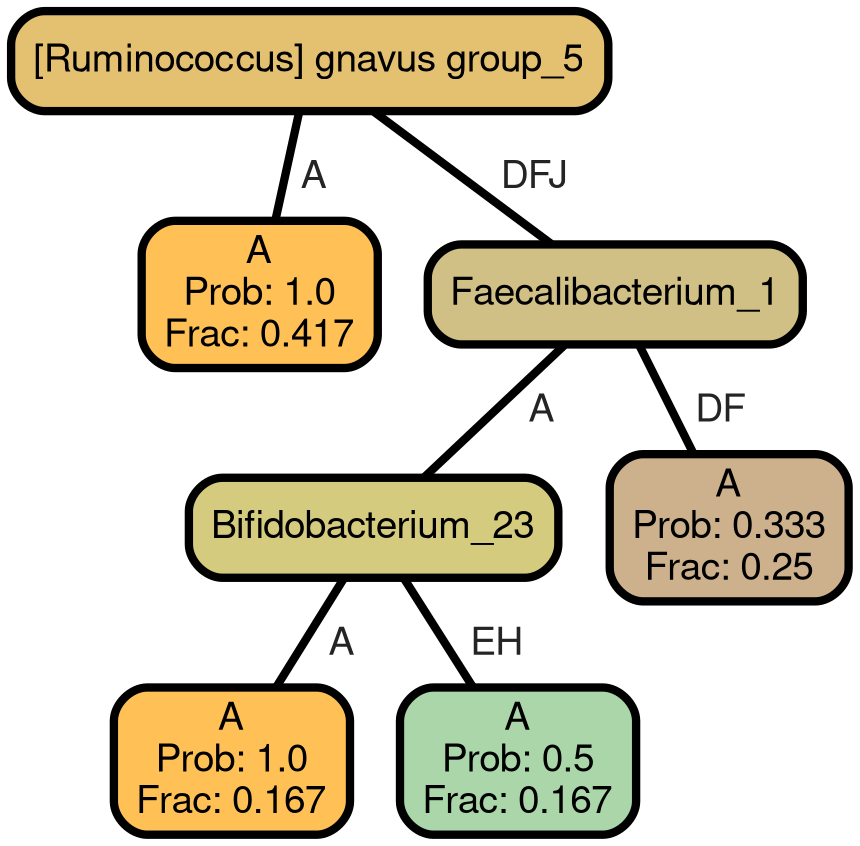 [Ruminococcus] gnavus group_5
A
DFJ
A
Prob: 1.0
Frac: 0.417
Faecalibacterium_1
A
DF
Bifidobacterium_23
A
Prob: 0.333
Frac: 0.25
A
EH
A
Prob: 1.0
Frac: 0.167
A
Prob: 0.5
Frac: 0.167